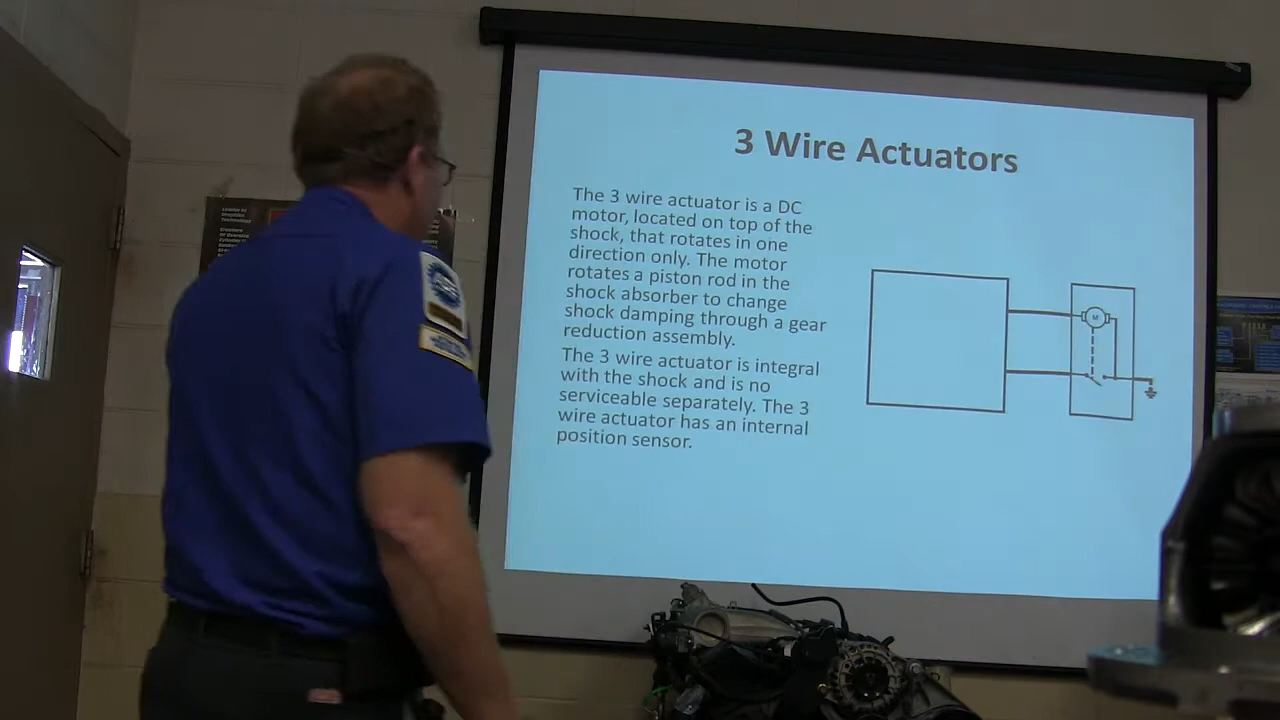 3 Wire Actuators
The 3 wire actuator is a DC
motor, located on top of the
shock, that rotates in one
direction only. The motor
rotates a piston rod in the
shock absorber to change
shock damping through a gear
reduction assembly.
The 3 wire actuator is integral
with the shock and is no
serviceable separately. The 3
wire actuator has an internal
position sensor.
M